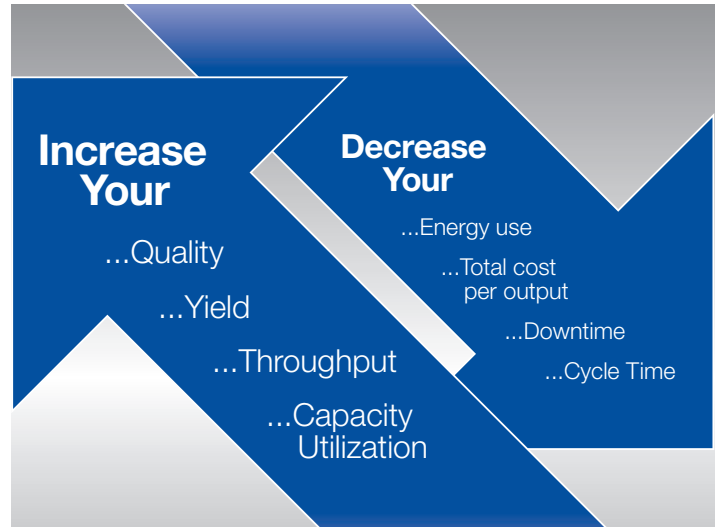 Increase
Your
...Quality
...Yield
...Throughput
...Capacity
Utilization
Decrease
Your
...Energy use
...Total cost
per output
...Downtime
...Cycle Time